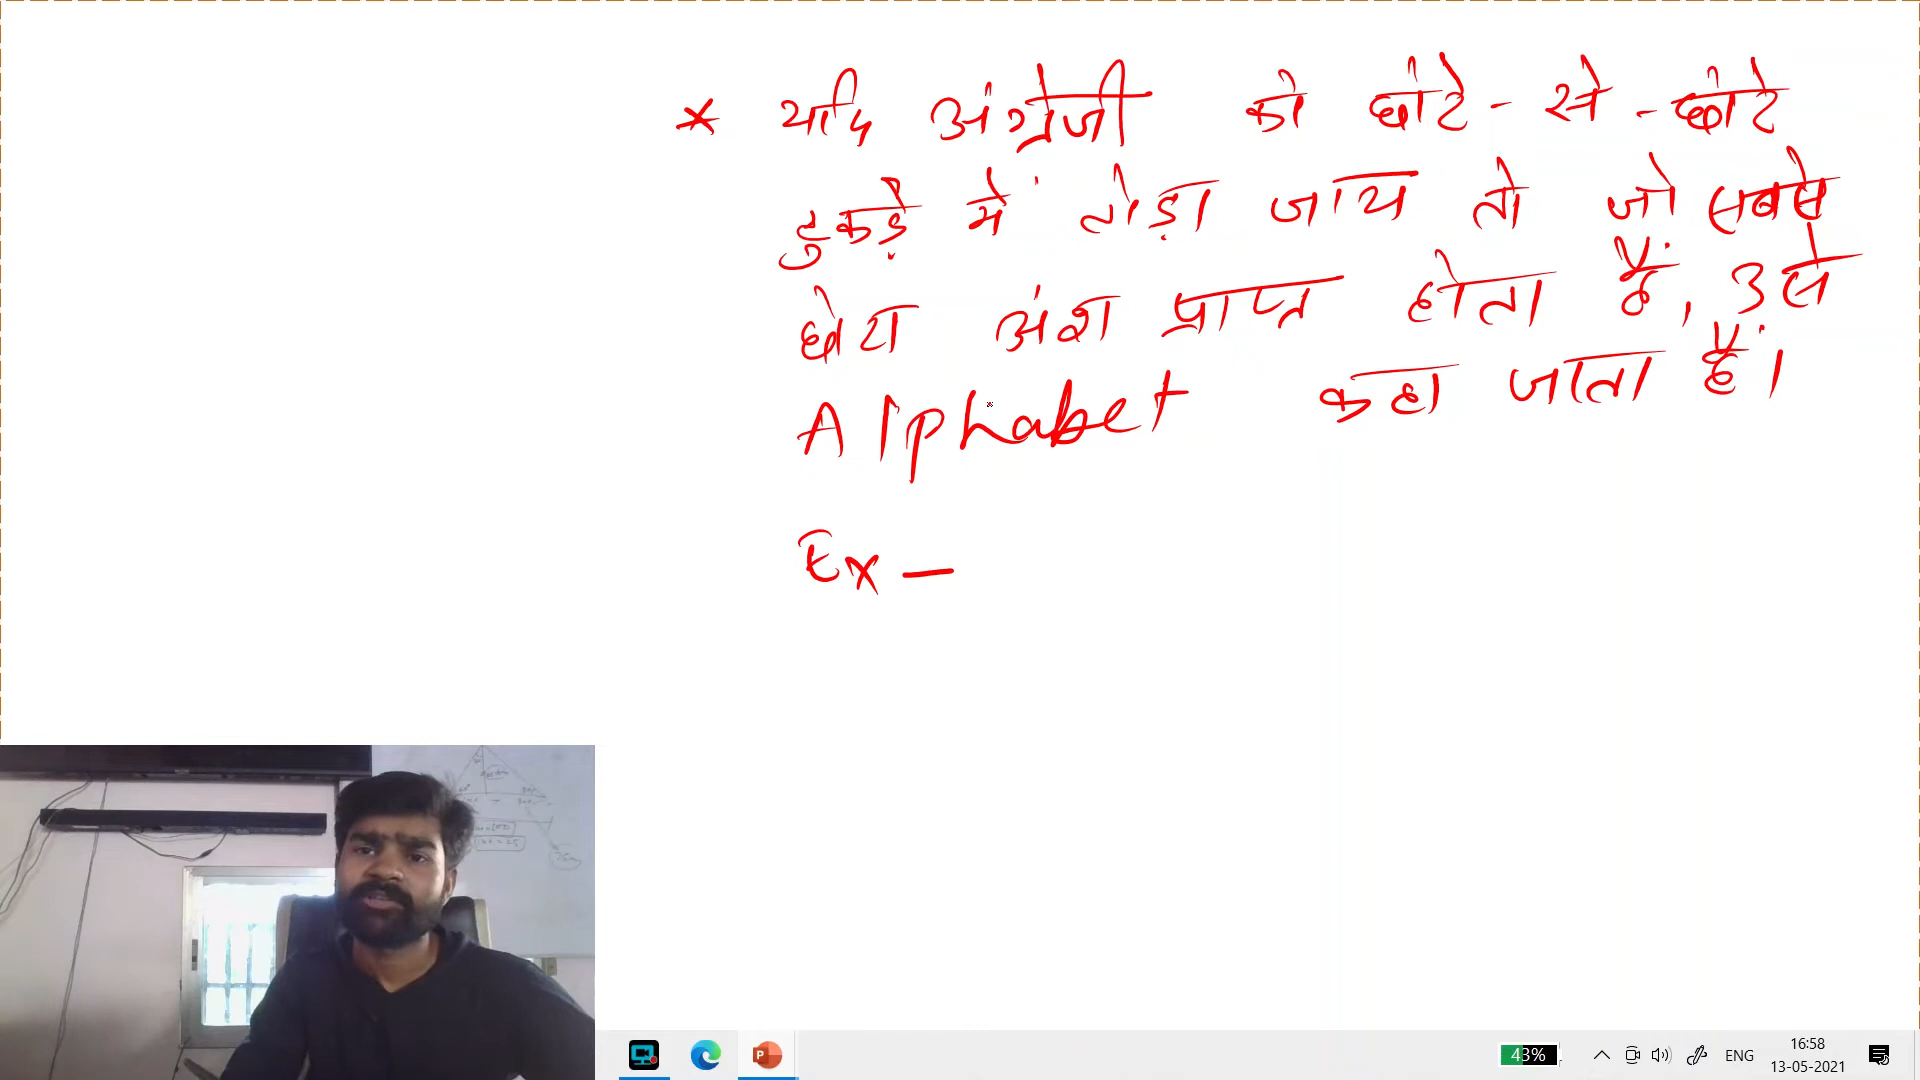 * यदि अंग्रेजी को छोटे-से-छोटे
टुकड़े में तोड़ा जाय तो जो सबसे
छोटा अंश प्राप्त होता हैं, उसे
Alphabet कहा जाता हैं।
Ex –
43%
ENG
16:58
13-05-2021